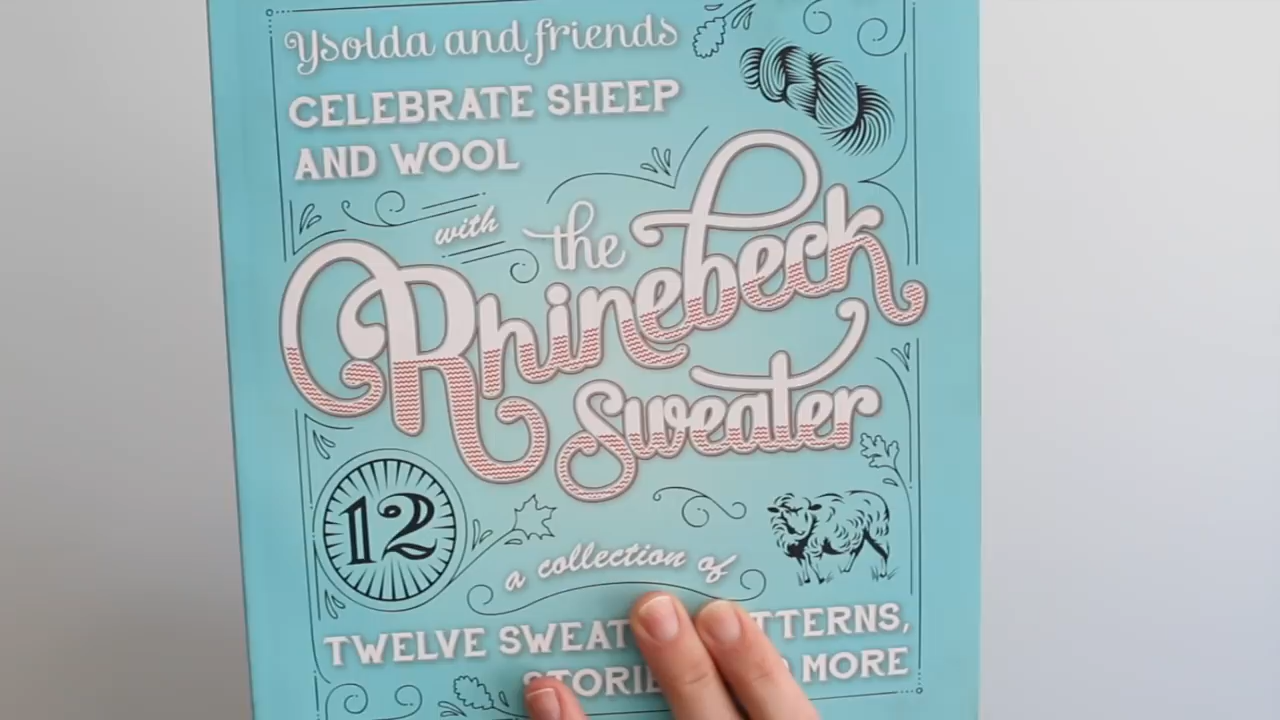 Ysolda and friends
CELEBRATE SHEEP
AND WOOL
with the
Rhinebeck
Sweater
12
a collection of
TWELVE SWEAT TTERNS,
STORIE MORE